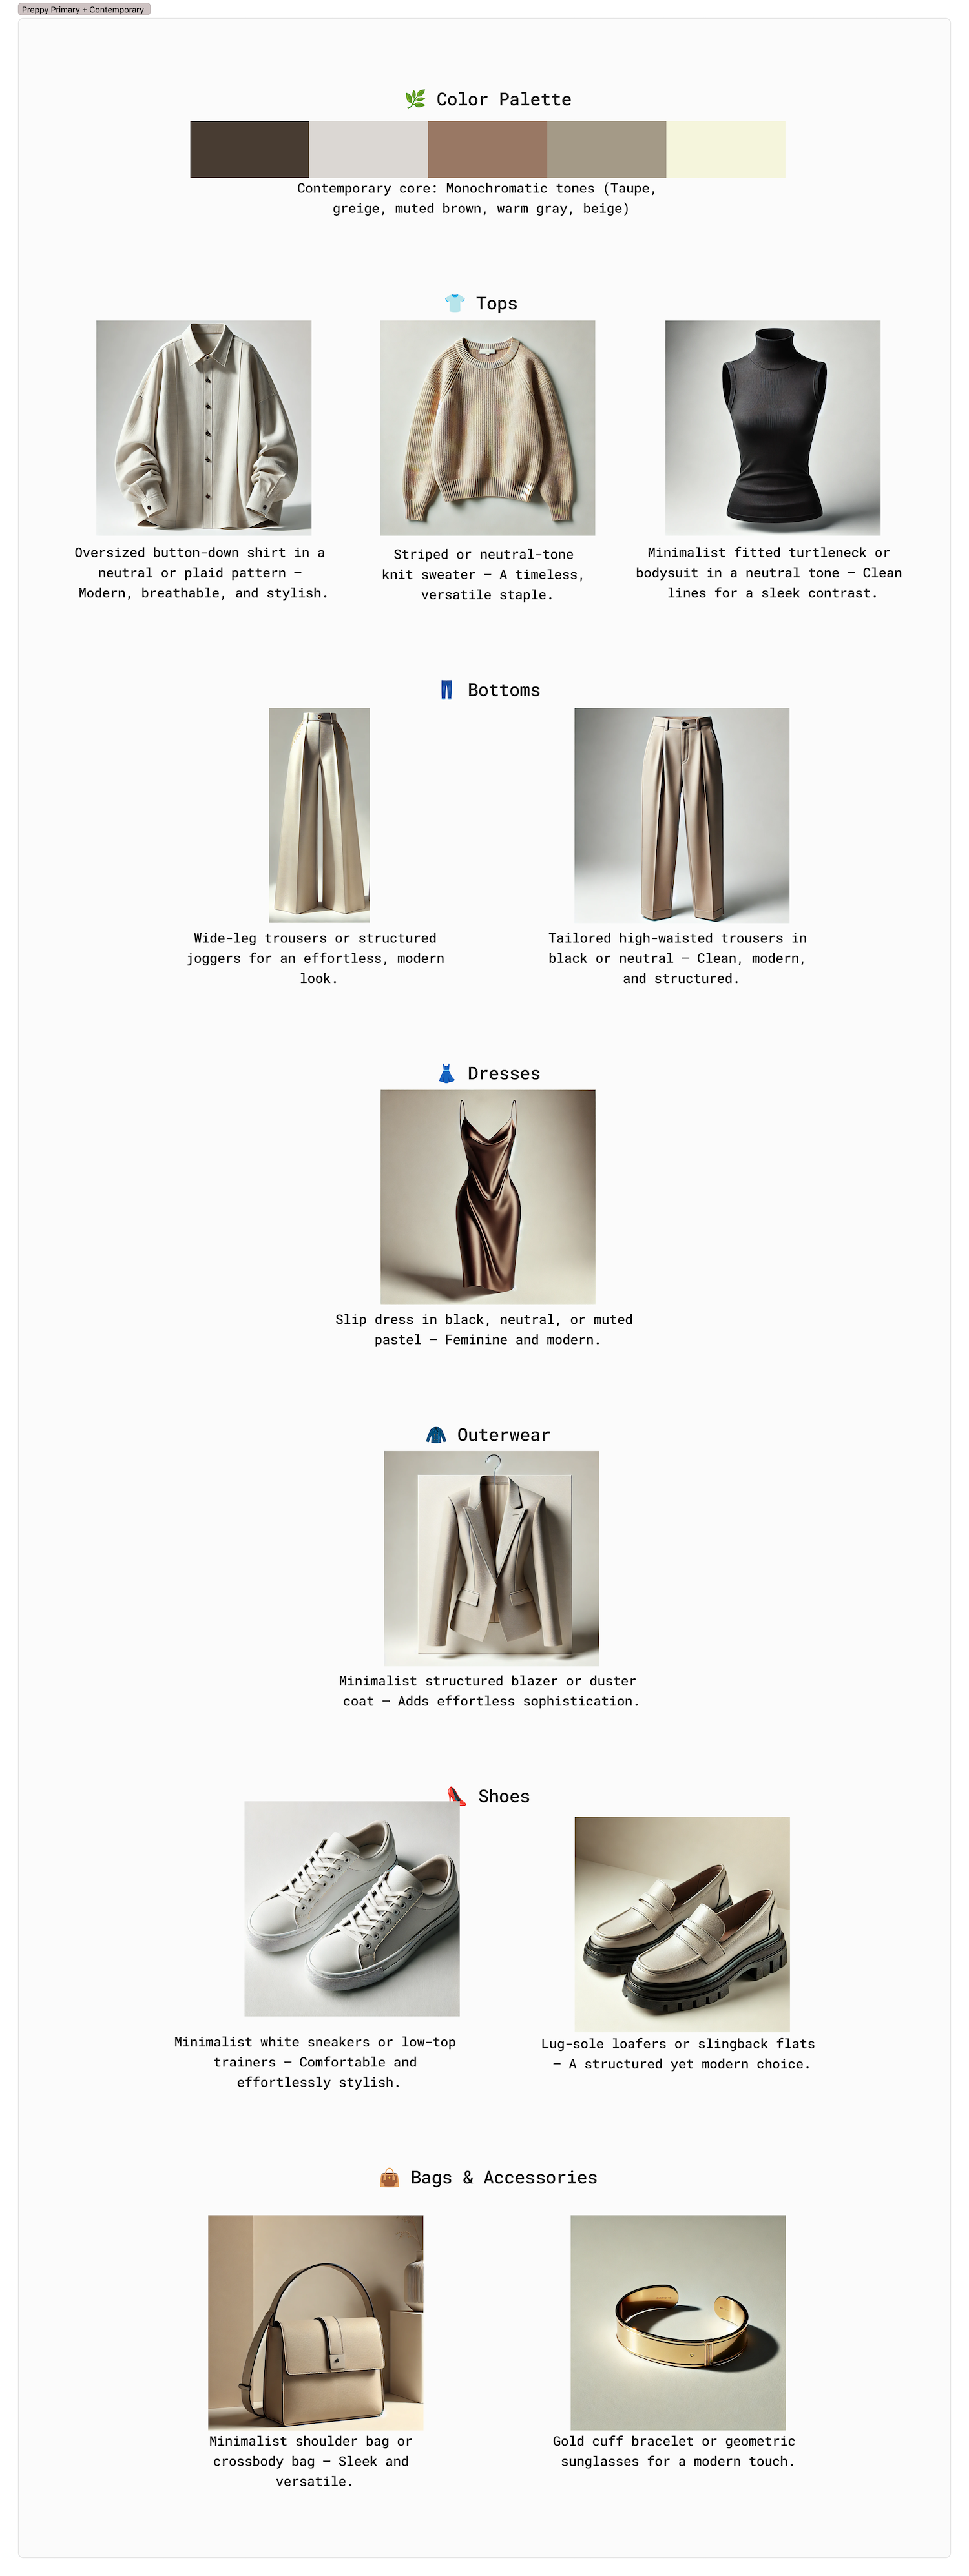 Preppy Primary + Contemporary
🌿 Color Palette
Contemporary core: Monochromatic tones (Taupe,
greige, muted brown, warm gray, beige)
👕 Tops
Oversized button-down shirt in a
neutral or plaid pattern –
Modern, breathable, and stylish.
Striped or neutral-tone
knit sweater – A timeless,
versatile staple.
Minimalist fitted turtleneck or
bodysuit in a neutral tone – Clean
lines for a sleek contrast.
👖 Bottoms
Wide-leg trousers or structured
joggers for an effortless, modern
look.
Tailored high-waisted trousers in
black or neutral – Clean, modern,
and structured.
👗 Dresses
Slip dress in black, neutral, or muted
pastel – Feminine and modern.
🧥 Outerwear
Minimalist structured blazer or duster
coat – Adds effortless sophistication.
👠 Shoes
Minimalist white sneakers or low-top
trainers – Comfortable and
effortlessly stylish.
Lug-sole loafers or slingback flats
– A structured yet modern choice.
👜 Bags & Accessories
Minimalist shoulder bag or
crossbody bag – Sleek and
versatile.
Gold cuff bracelet or geometric
sunglasses for a modern touch.